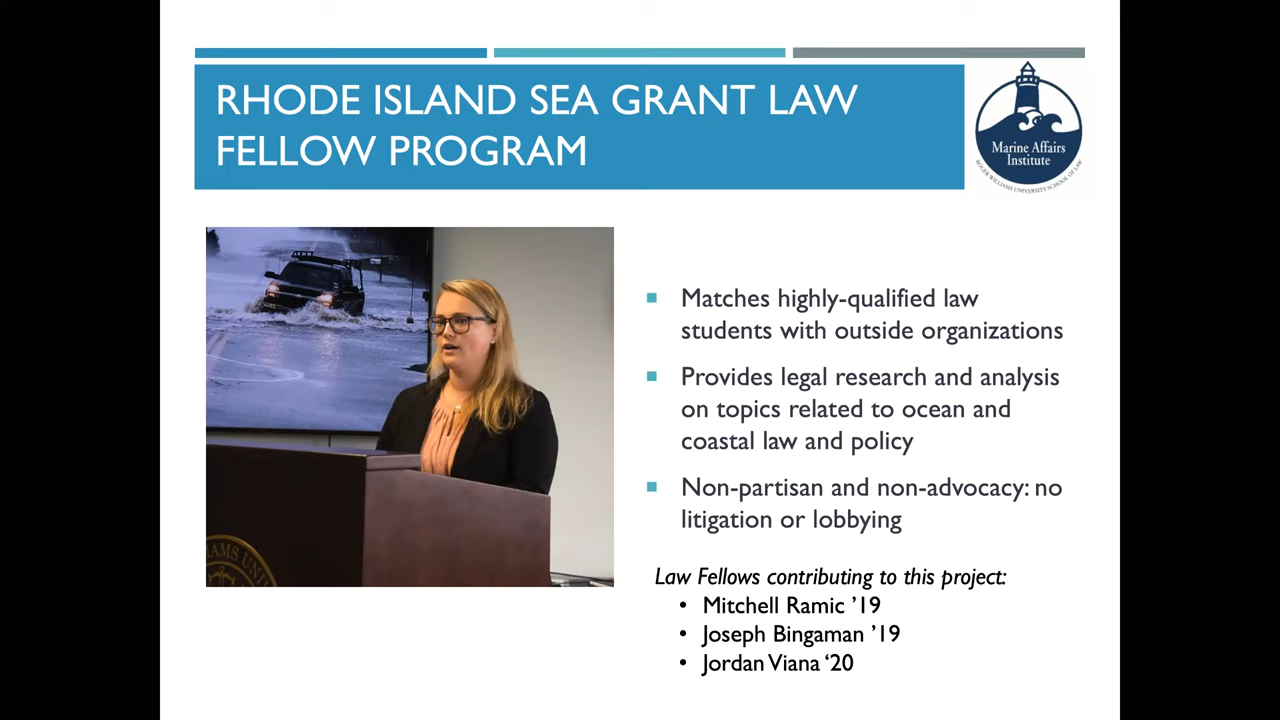 RHODE ISLAND SEA GRANT LAW
FELLOW PROGRAM
Marine Affairs
Institute
ROGER WILLIAMS UNIVERSITY SCHOOL OF LAW
▪ Matches highly-qualified law
students with outside organizations
▪ Provides legal research and analysis
on topics related to ocean and
coastal law and policy
▪ Non-partisan and non-advocacy: no
litigation or lobbying
Law Fellows contributing to this project:
• Mitchell Ramic ’19
• Joseph Bingaman ’19
• Jordan Viana ‘20